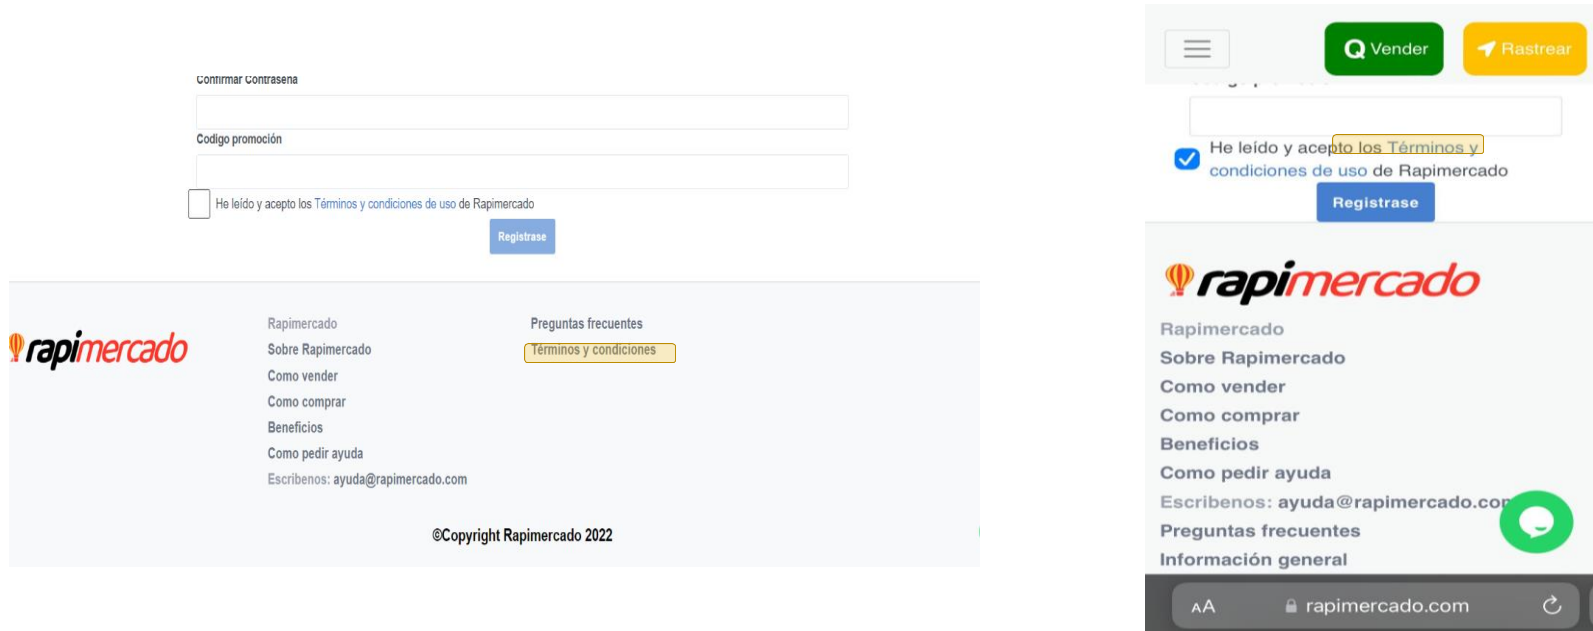 Confirmar Contraseña
Codigo promoción
He leído y acepto los Términos y condiciones de uso de Rapimercado
Registrase
rapimercado
Rapimercado
Sobre Rapimercado
Como vender
Como comprar
Beneficios
Como pedir ayuda
Escribenos: ayuda@rapimercado.com
Preguntas frecuentes
Términos y condiciones
©Copyright Rapimercado 2022
Vender
Rastrear
He leído y acepto los Términos y
condiciones de uso de Rapimercado
Registrase
rapimercado
Rapimercado
Sobre Rapimercado
Como vender
Como comprar
Beneficios
Como pedir ayuda
Escribenos: ayuda@rapimercado.com
Preguntas frecuentes
Información general
AA rapimercado.com